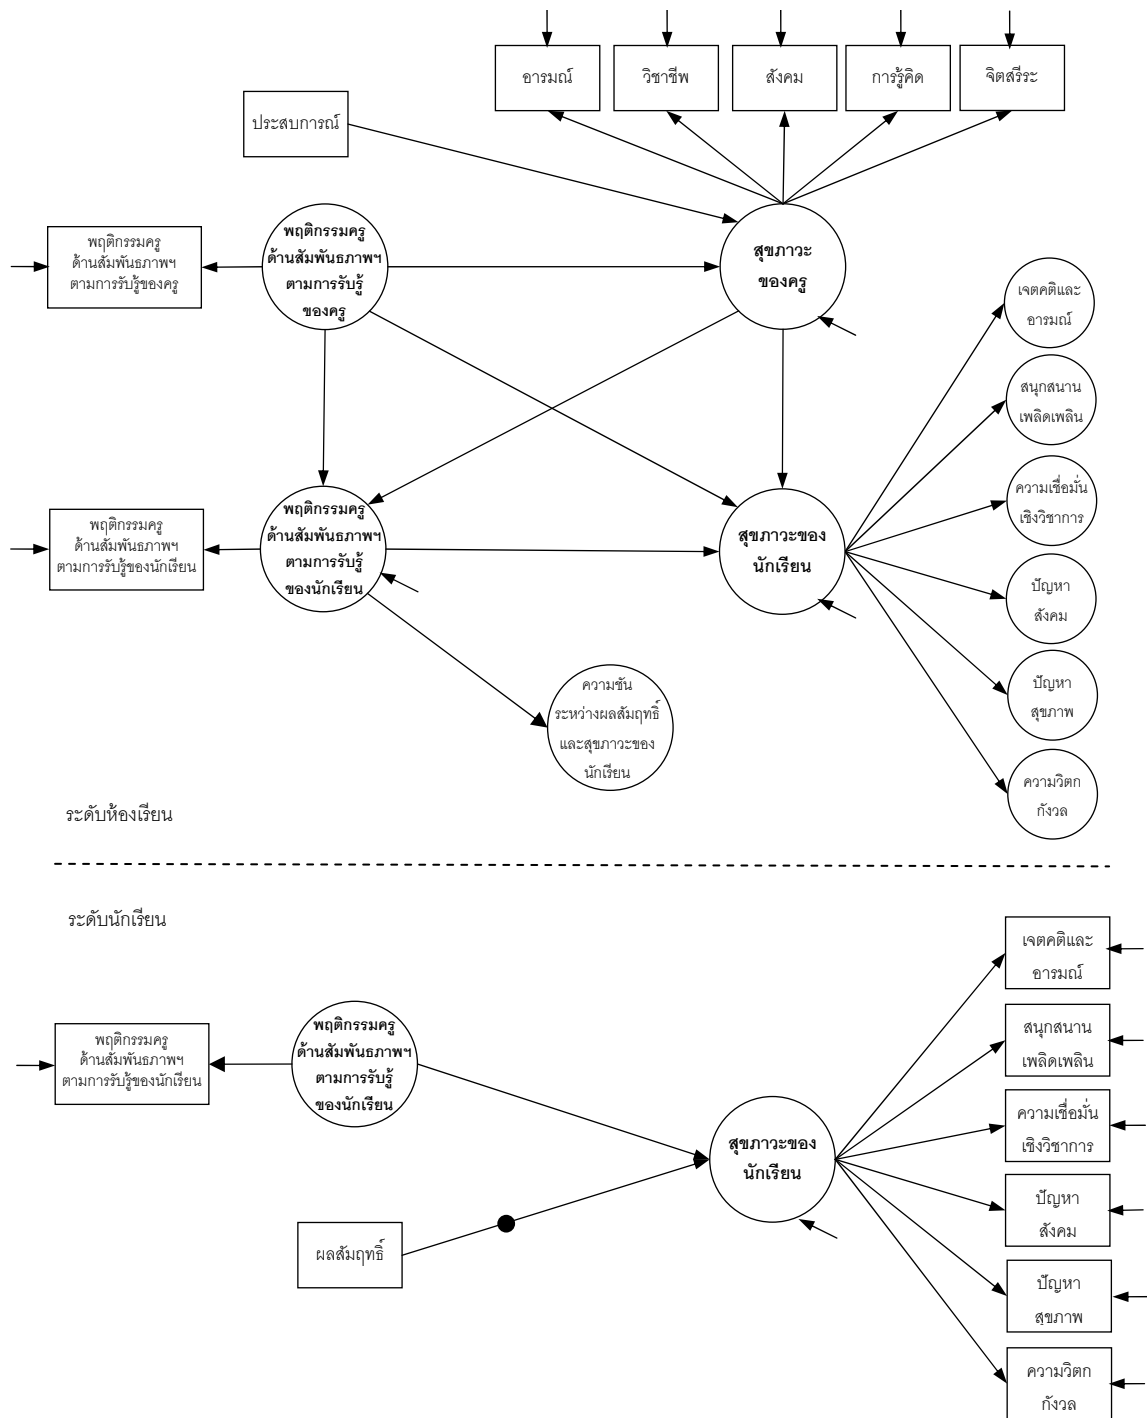 อารมณ์
วิชาชีพ
สังคม
การรู้คิด
จิตสรีระ
ประสบการณ์
พฤติกรรมครู
ด้านสัมพันธภาพฯ
ตามการรับรู้ของครู
พฤติกรรมครู
ด้านสัมพันธภาพฯ
ตามการรับรู้
ของครู
สุขภาวะ
ของครู
เจตคติและ
อารมณ์
สนุกสนาน
เพลิดเพลิน
ความเชื่อมั่น
เชิงวิชาการ
ปัญหา
สังคม
ปัญหา
สุขภาพ
ความวิตก
กังวล
พฤติกรรมครู
ด้านสัมพันธภาพฯ
ตามการรับรู้ของนักเรียน
พฤติกรรมครู
ด้านสัมพันธภาพฯ
ตามการรับรู้
ของนักเรียน
สุขภาวะของ
นักเรียน
ความชัน
ระหว่างผลสัมฤทธิ์
และสุขภาวะของ
นักเรียน
ระดับห้องเรียน
ระดับนักเรียน
พฤติกรรมครู
ด้านสัมพันธภาพฯ
ตามการรับรู้ของนักเรียน
พฤติกรรมครู
ด้านสัมพันธภาพฯ
ตามการรับรู้
ของนักเรียน
สุขภาวะของ
นักเรียน
ผลสัมฤทธิ์
เจตคติและ
อารมณ์
สนุกสนาน
เพลิดเพลิน
ความเชื่อมั่น
เชิงวิชาการ
ปัญหา
สังคม
ปัญหา
สุขภาพ
ความวิตก
กังวล